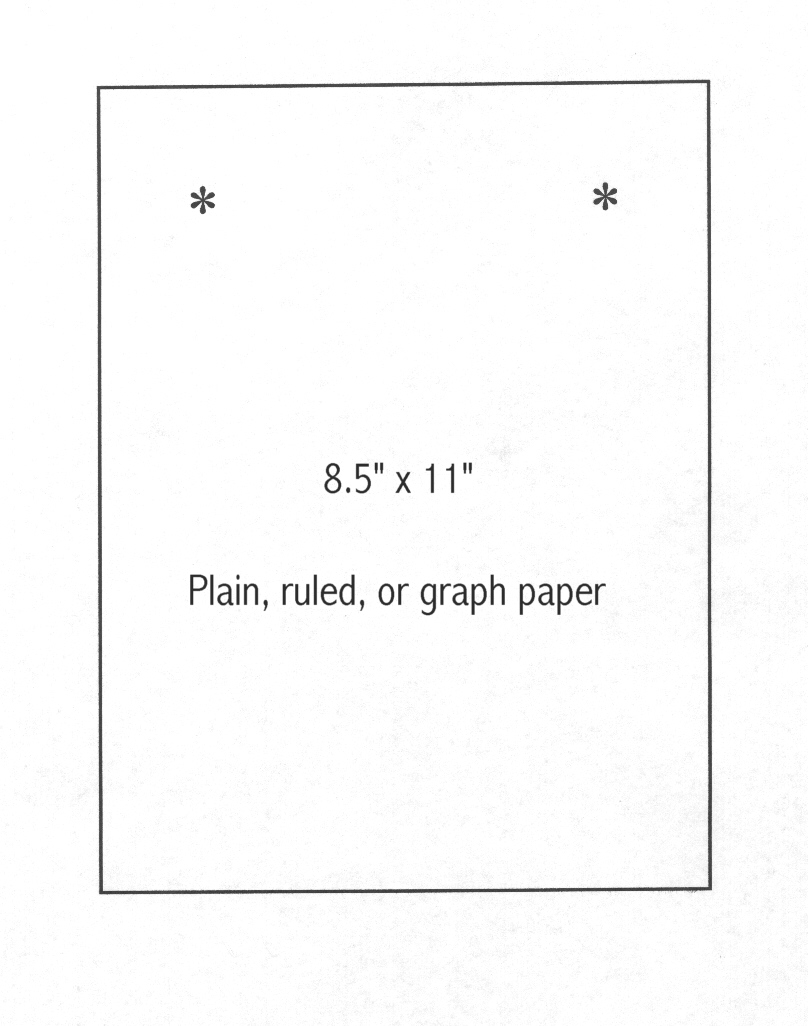 * *
8.5" x 11"
Plain, ruled, or graph paper